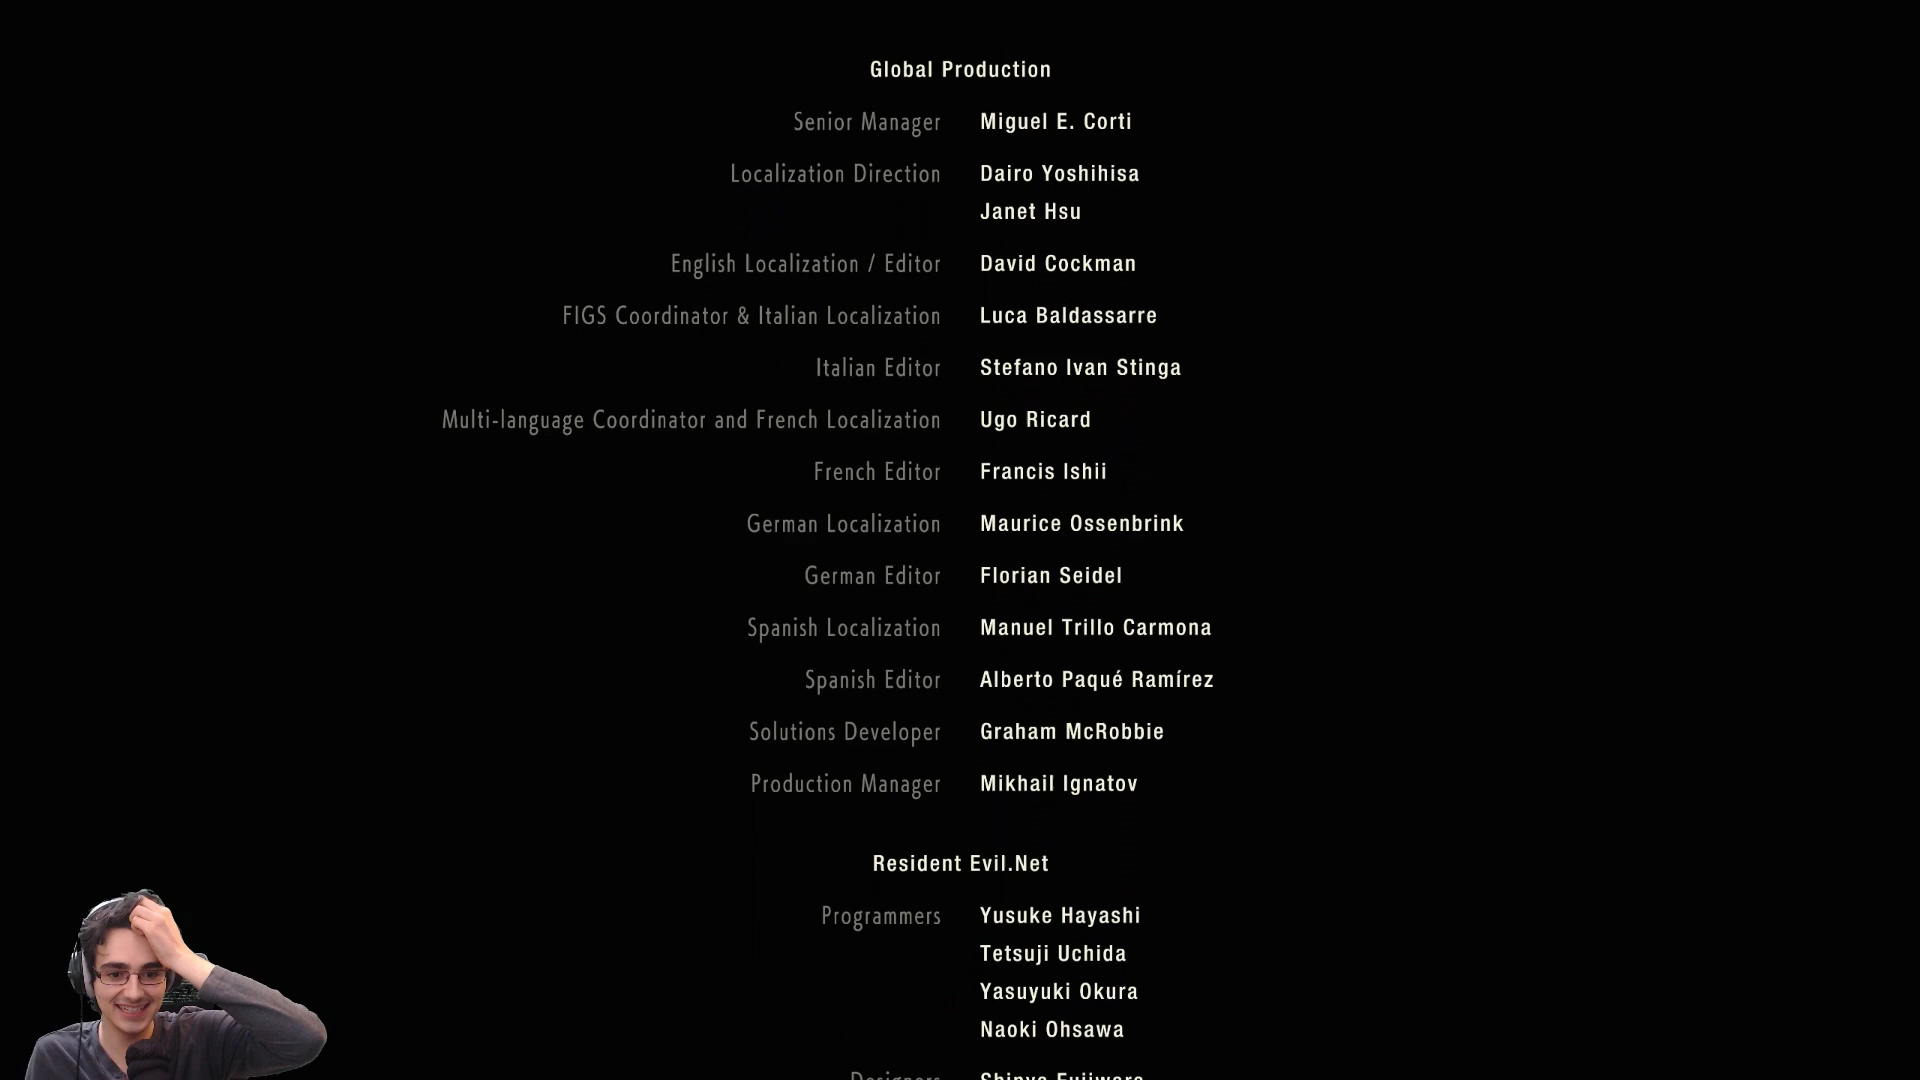 Global Production
Senior Manager Miguel E. Corti
Localization Direction Dairo Yoshihisa
Janet Hsu
English Localization / Editor David Cockman
FIGS Coordinator & Italian Localization Luca Baldassarre
Italian Editor Stefano Ivan Stinga
Multi-language Coordinator and French Localization Ugo Ricard
French Editor Francis Ishii
German Localization Maurice Ossenbrink
German Editor Florian Seidel
Spanish Localization Manuel Trillo Carmona
Spanish Editor Alberto Paqué Ramírez
Solutions Developer Graham McRobbie
Production Manager Mikhail Ignatov
Resident Evil.Net
Programmers Yusuke Hayashi
Tetsuji Uchida
Yasuyuki Okura
Naoki Ohsawa
Designers Shinya Fujiwara